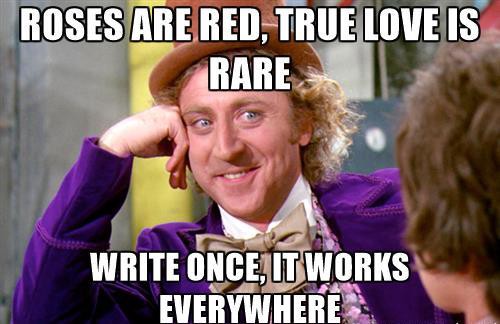 ROSES ARE RED, TRUE LOVE IS
RARE
WRITE ONCE, IT WORKS
EVERYWHERE